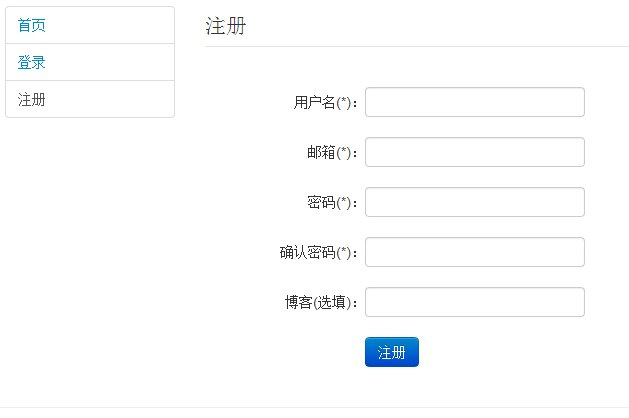 首页
登录
注册
注册
用户名(*)：
邮箱(*)：
密码(*)：
确认密码(*)：
博客(选填)：
注册